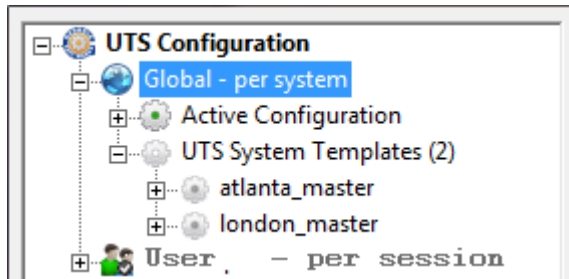 UTS Configuration
Global - per system
Active Configuration
UTS System Templates (2)
atlanta_master
london_master
User - per session